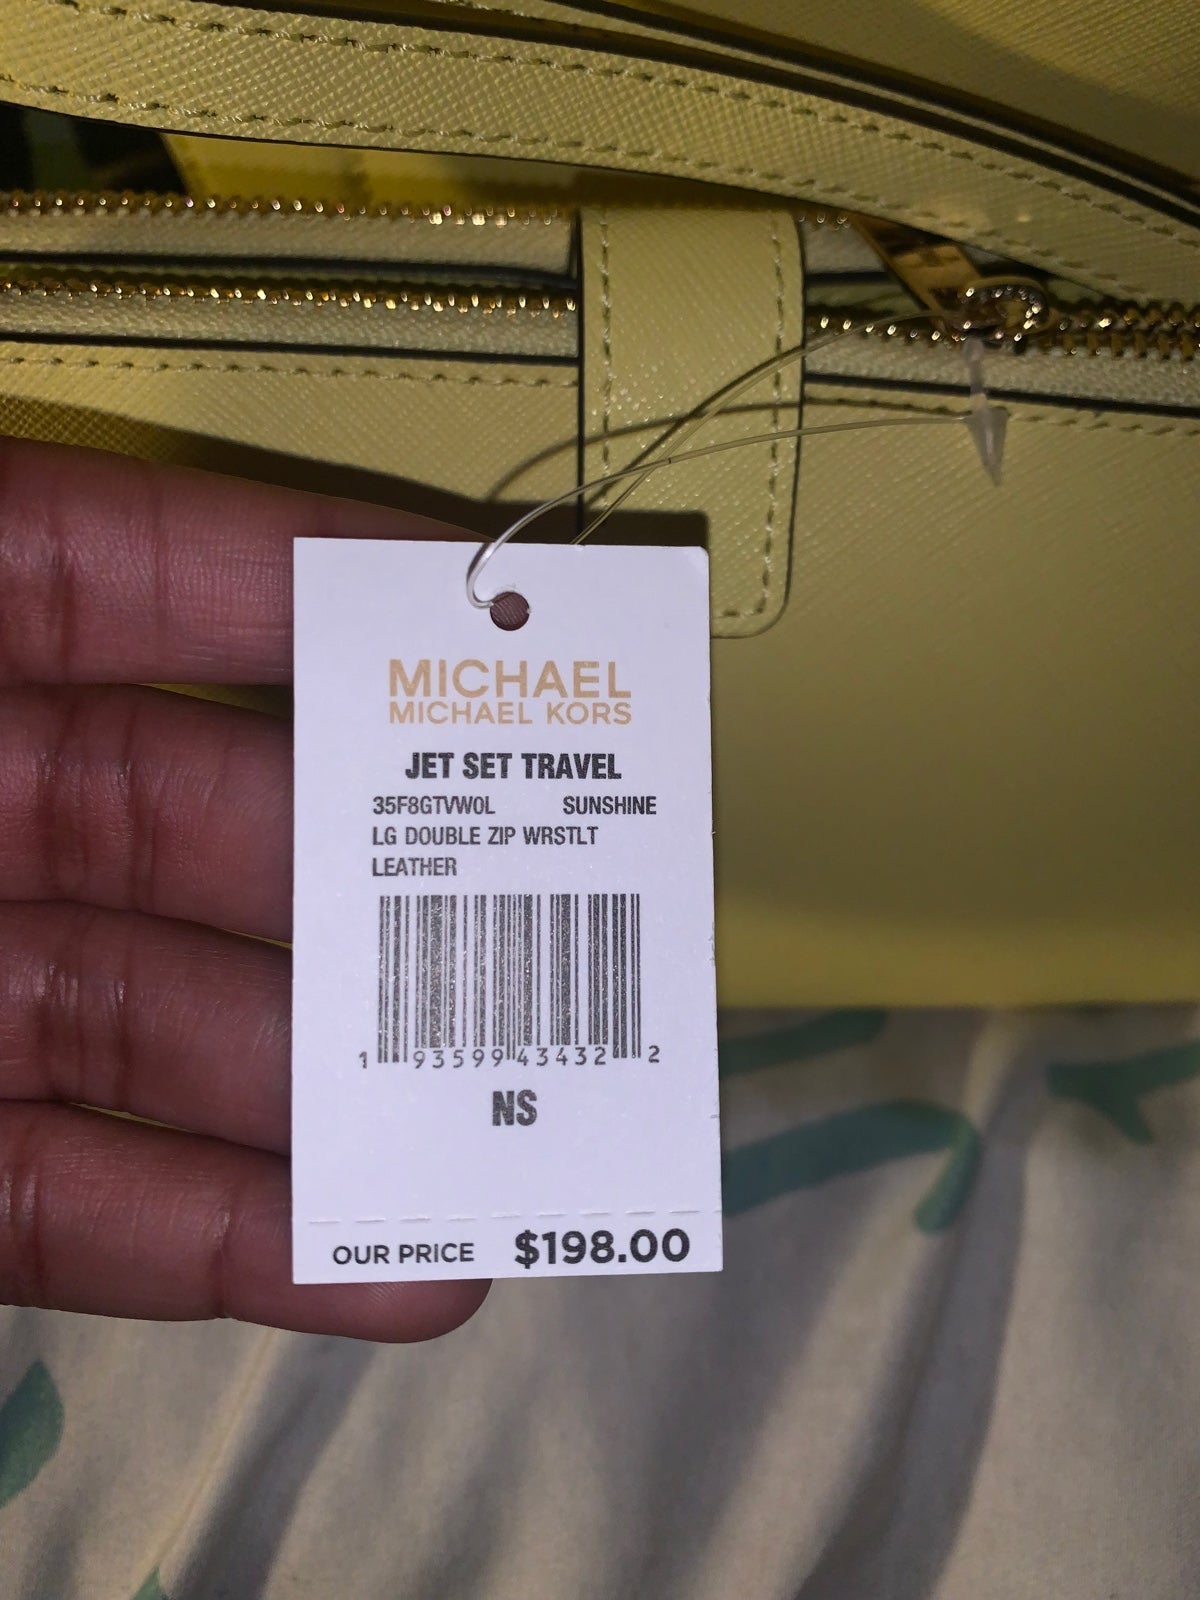 MICHAEL
MICHAEL KORS
JET SET TRAVEL
35F8GTVW0L SUNSHINE
LG DOUBLE ZIP WRSTLT
LEATHER
1 93599 43432 2
NS
OUR PRICE $198.00